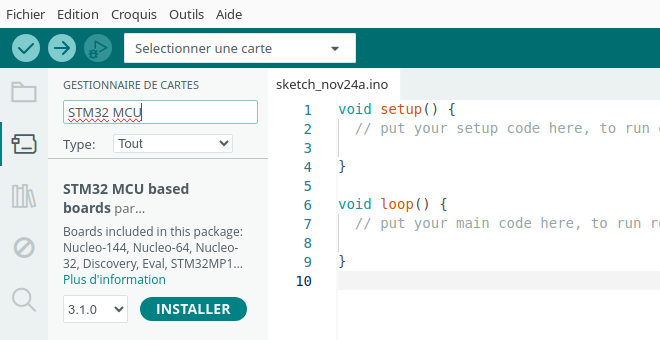 Fichier Edition Croquis Outils Aide
Selectionner une carte
GESTIONNAIRE DE CARTES
STM32 MCU
Type: Tout
STM32 MCU based
boards par...
Boards included in this package:
Nucleo-144, Nucleo-64, Nucleo-
32, Discovery, Eval, STM32MP1...
Plus d'information
3.1.0 INSTALLER
sketch_nov24a.ino
1 void setup() {
2 // put your setup code here, to run
3
4 }
5
6 void loop() {
7 // put your main code here, to run
8
9 }
10